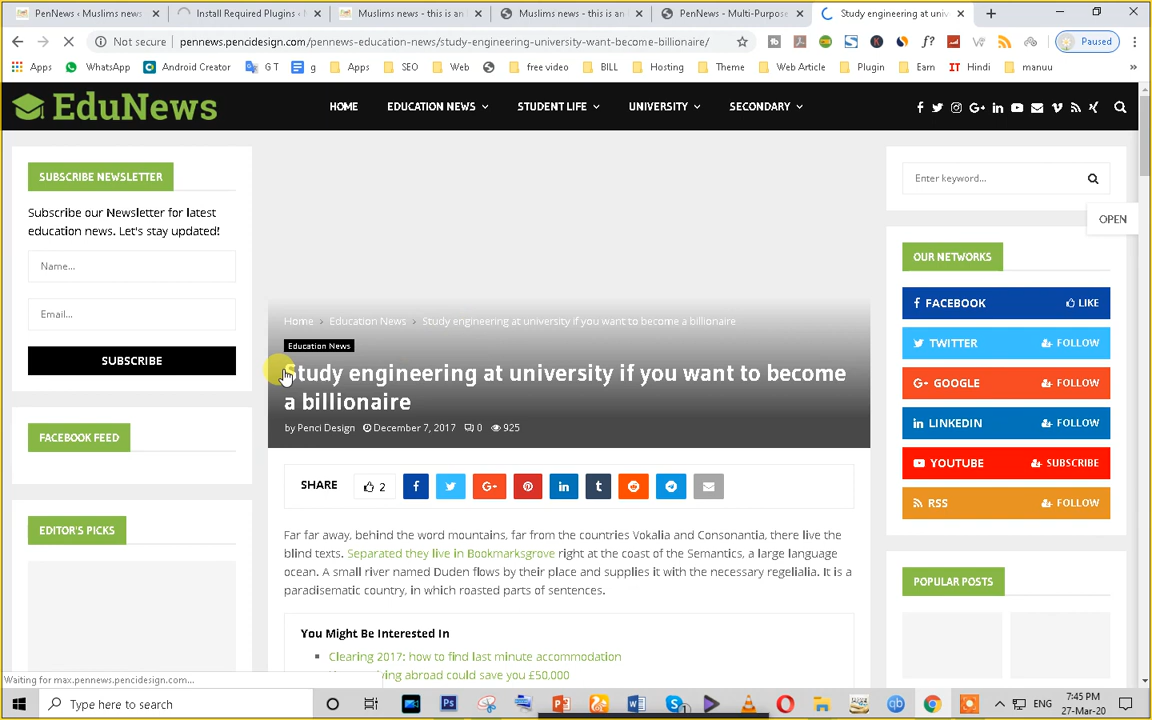 PenNews ‹ Muslims news
Install Required Plugins ‹
Muslims news - this is an i
Muslims news - this is an i
PenNews - Multi-Purpose
Study engineering at univ
Not secure
pennews.pencidesign.com/pennews-education-news/study-engineering-university-want-become-billionaire/
Paused
Apps
WhatsApp
Android Creator
G T
g
Apps
SEO
Web
free video
BILL
Hosting
Theme
Web Article
Plugin
Earn
IT Hindi
manuu
EduNews
HOME
EDUCATION NEWS
STUDENT LIFE
UNIVERSITY
SECONDARY
SUBSCRIBE NEWSLETTER
Subscribe our Newsletter for latest
education news. Let's stay updated!
Name...
Email...
SUBSCRIBE
FACEBOOK FEED
EDITOR'S PICKS
Home > Education News > Study engineering at university if you want to become a billionaire
Education News
Study engineering at university if you want to become
a billionaire
by Penci Design December 7, 2017 0 925
SHARE
2
Far far away, behind the word mountains, far from the countries Vokalia and Consonantia, there live the
blind texts. Separated they live in Bookmarksgrove right at the coast of the Semantics, a large language
ocean. A small river named Duden flows by their place and supplies it with the necessary regelialia. It is a
paradisematic country, in which roasted parts of sentences.
You Might Be Interested In
Clearing 2017: how to find last minute accommodation
ying abroad could save you £50,000
Enter keyword...
OPEN
OUR NETWORKS
FACEBOOK LIKE
TWITTER FOLLOW
GOOGLE FOLLOW
LINKEDIN FOLLOW
YOUTUBE SUBSCRIBE
RSS FOLLOW
POPULAR POSTS
Waiting for max.pennews.pencidesign.com...
Type here to search
ENG
7:45 PM
27-Mar-20